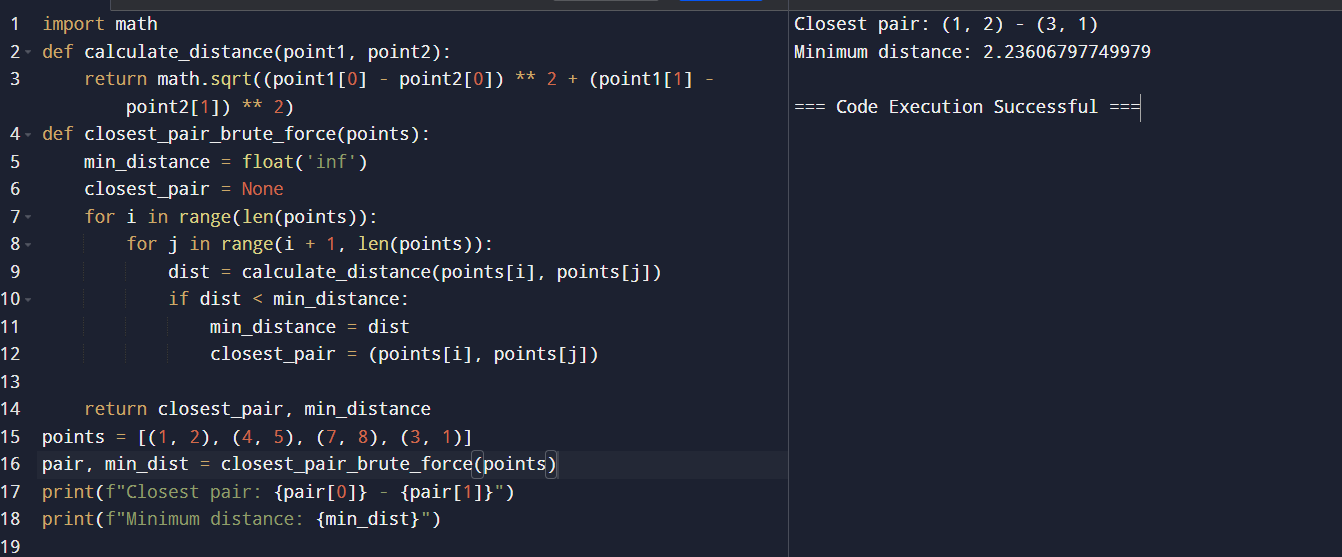 1 import math
2 def calculate_distance(point1, point2):
3     return math.sqrt((point1[0] - point2[0]) ** 2 + (point1[1] -
            point2[1]) ** 2)
4 def closest_pair_brute_force(points):
5     min_distance = float('inf')
6     closest_pair = None
7     for i in range(len(points)):
8         for j in range(i + 1, len(points)):
9             dist = calculate_distance(points[i], points[j])
10             if dist < min_distance:
11                 min_distance = dist
12                 closest_pair = (points[i], points[j])
13
14     return closest_pair, min_distance
15 points = [(1, 2), (4, 5), (7, 8), (3, 1)]
16 pair, min_dist = closest_pair_brute_force(points)
17 print(f"Closest pair: {pair[0]} - {pair[1]}")
18 print(f"Minimum distance: {min_dist}")
19
Closest pair: (1, 2) - (3, 1)
Minimum distance: 2.23606797749979
=== Code Execution Successful ===